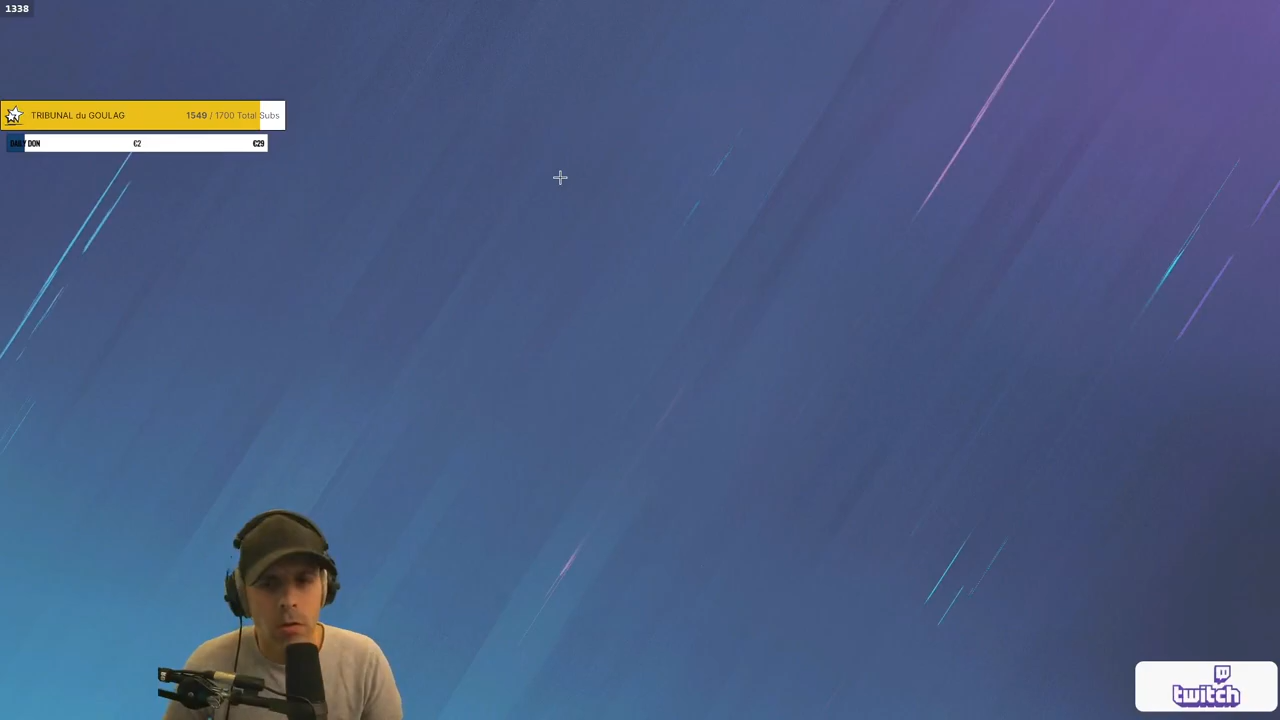 1338
TRIBUNAL du GOULAG 1549 / 1700 Total Subs
DAILY DON €2 €29
twitch